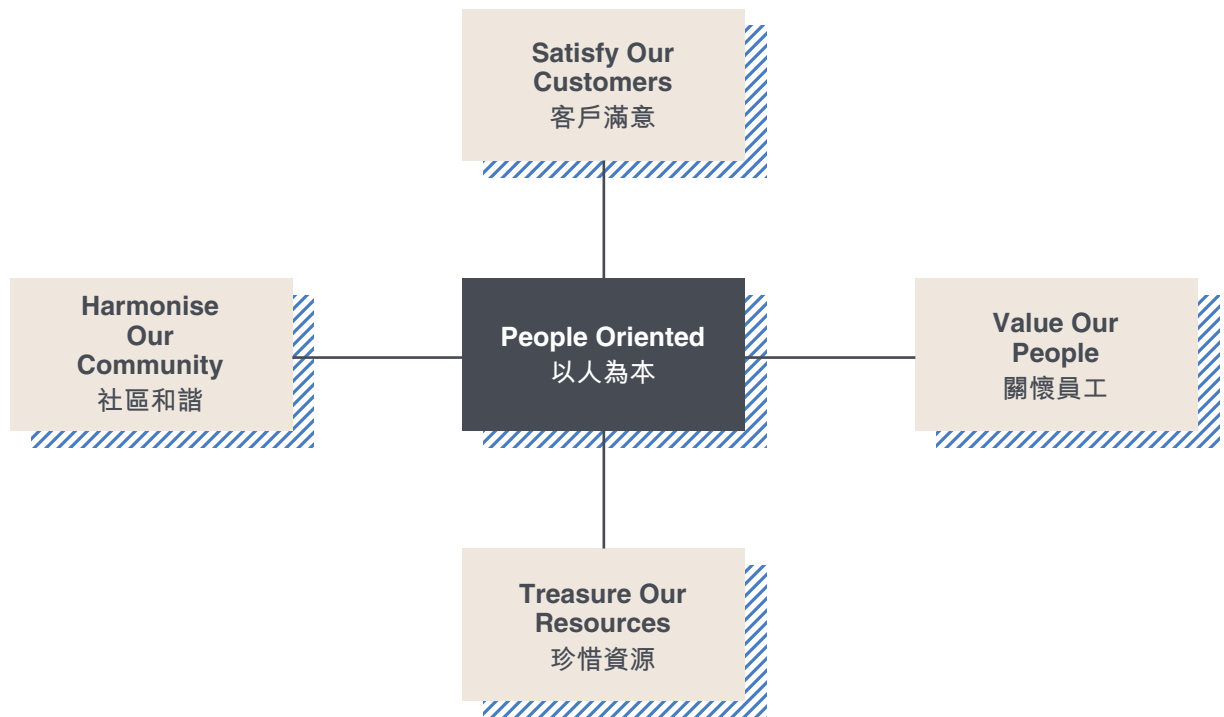 Satisfy Our
Customers
客戶滿意
Harmonise
Our
Community
社區和諧
People Oriented
以人為本
Value Our
People
關懷員工
Treasure Our
Resources
珍惜資源